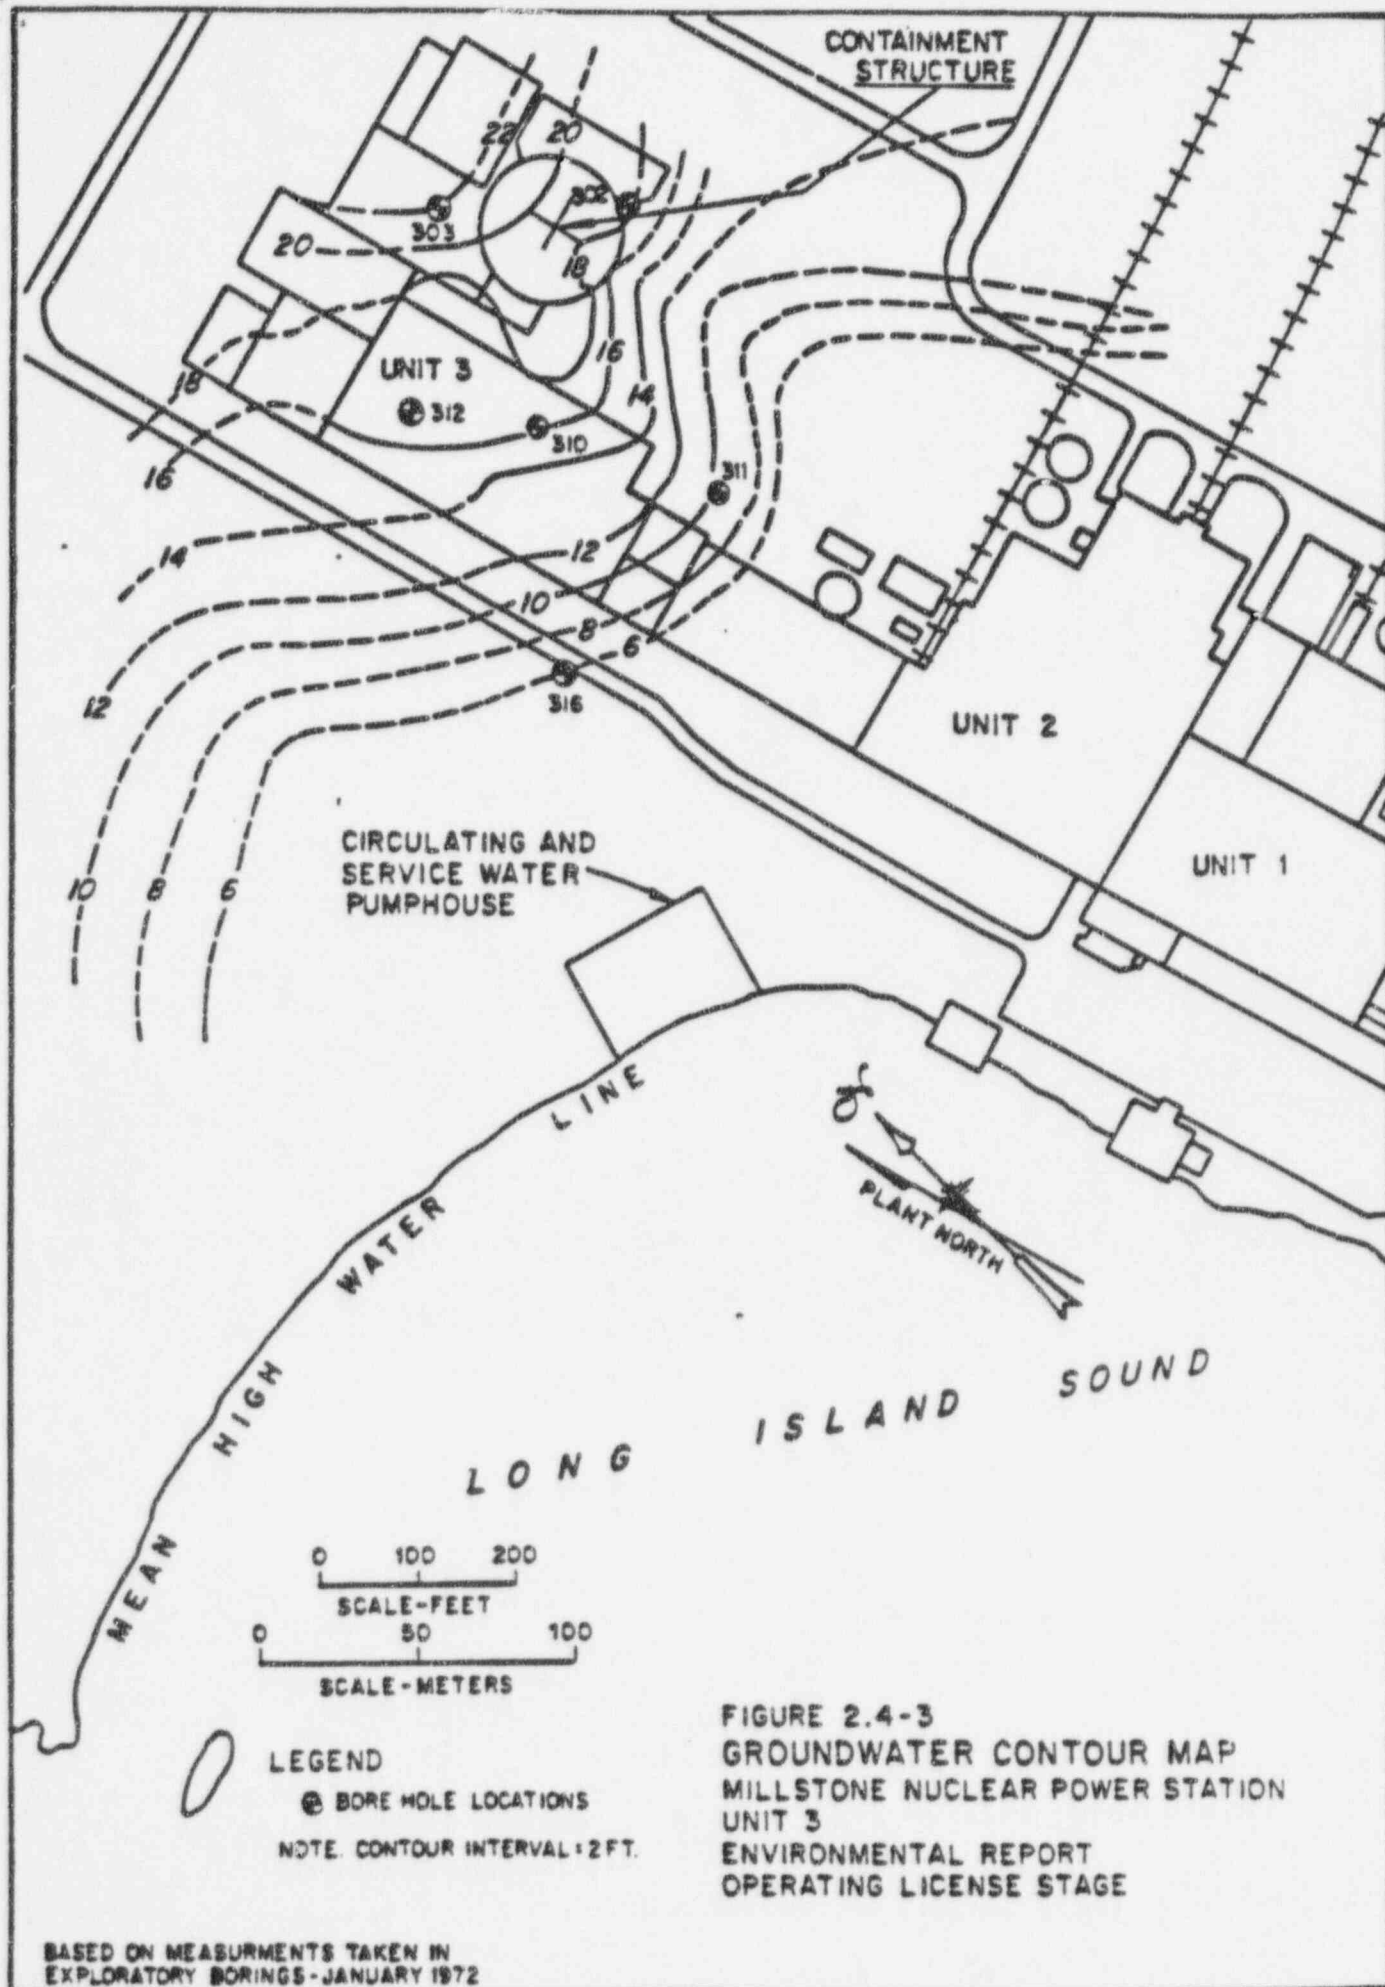 CONTAINMENT
STRUCTURE
22
20
302
303
20
18
16
UNIT 3
18
14
312
310
16
311
14
12
10
8
6
12
316
UNIT 2
CIRCULATING AND
SERVICE WATER
PUMPHOUSE
UNIT 1
10
8
6
PLANT NORTH
MEAN HIGH WATER LINE
LONG ISLAND SOUND
0 100 200
SCALE-FEET
0 50 100
SCALE-METERS
LEGEND
BORE HOLE LOCATIONS
NOTE. CONTOUR INTERVAL: 2 FT.
FIGURE 2.4-3
GROUNDWATER CONTOUR MAP
MILLSTONE NUCLEAR POWER STATION
UNIT 3
ENVIRONMENTAL REPORT
OPERATING LICENSE STAGE
BASED ON MEASURMENTS TAKEN IN
EXPLORATORY BORINGS-JANUARY 1972